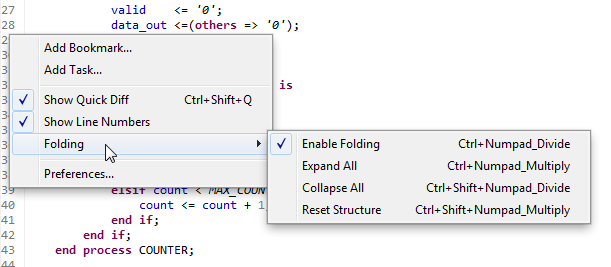 27 valid <= '0';
28 data_out <=(others => '0');
Add Bookmark...
Add Task...
is
Show Quick Diff Ctrl+Shift+Q
Show Line Numbers
Folding
Enable Folding Ctrl+Numpad_Divide
Expand All Ctrl+Numpad_Multiply
Collapse All Ctrl+Shift+Numpad_Divide
Reset Structure Ctrl+Shift+Numpad_Multiply
Preferences...
39 elsif count < MAX_COUN
40 count <= count + 1
41 end if;
42 end if;
43 end process COUNTER;
44